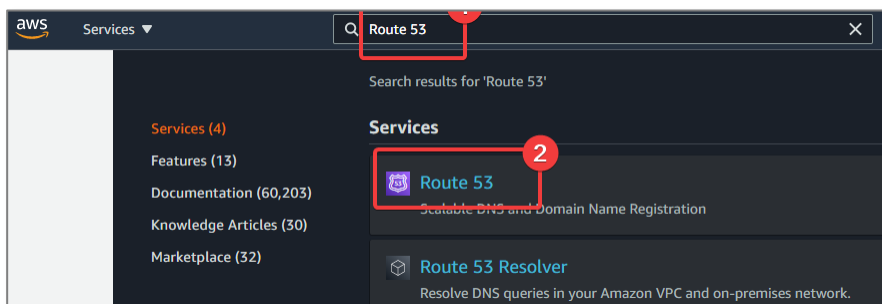 aws
Services ▼
Route 53
1
Search results for 'Route 53'
Services (4)
Features (13)
Documentation (60,203)
Knowledge Articles (30)
Marketplace (32)
Services
2
53
Route 53
Scalable DNS and Domain Name Registration
Route 53 Resolver
Resolve DNS queries in your Amazon VPC and on-premises network.